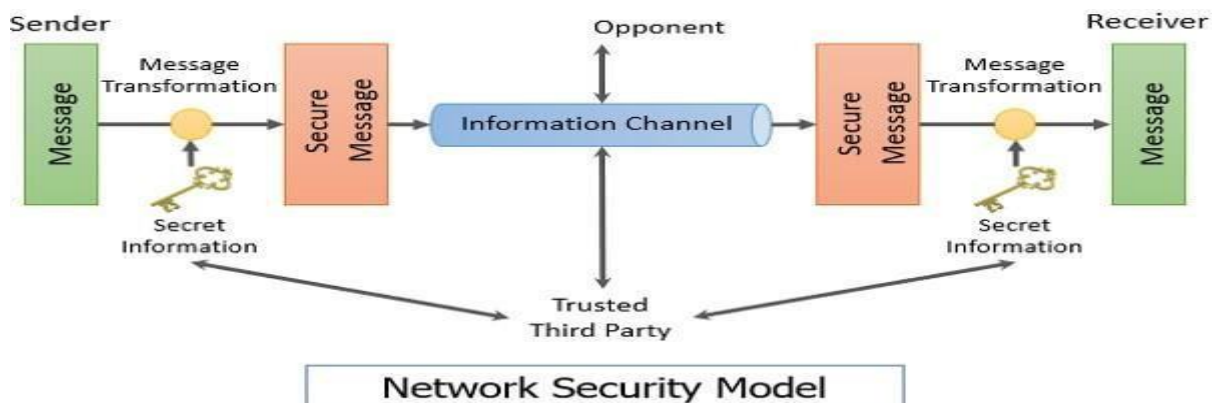 Sender
Opponent
Receiver
Message
Message
Transformation
Secure
Message
Information Channel
Secure
Message
Message
Transformation
Message
Secret
Information
Secret
Information
Trusted
Third Party
Network Security Model